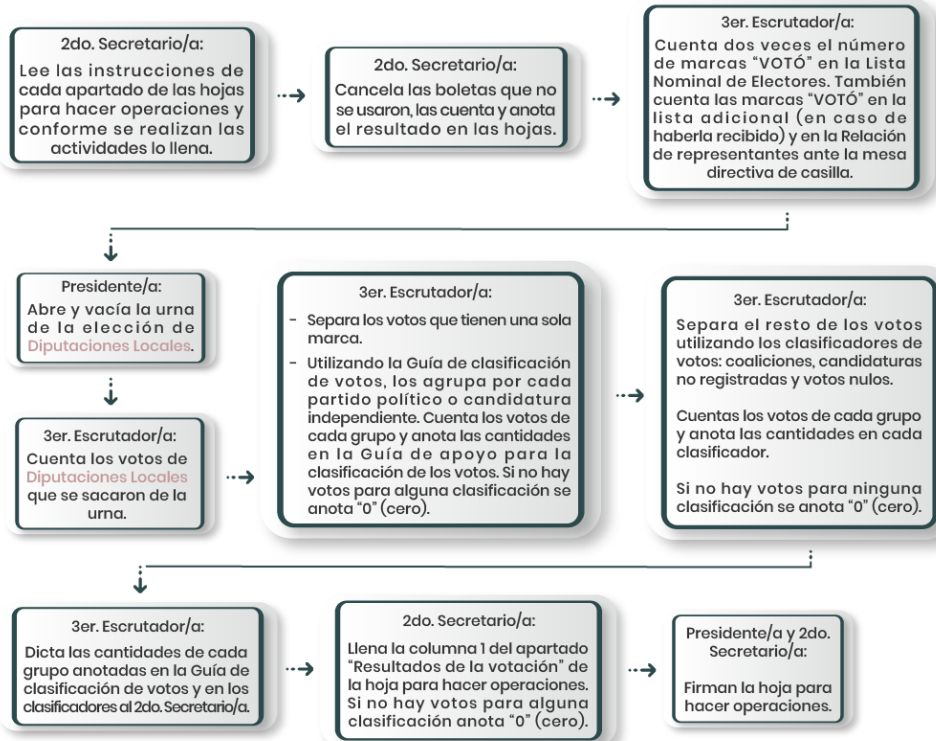 2do. Secretario/a:
Lee las instrucciones de
cada apartado de las hojas
para hacer operaciones y
conforme se realizan las
actividades lo llena.
2do. Secretario/a:
Cancela las boletas que no
se usaron, las cuenta y anota
el resultado en las hojas.
3er. Escrutador/a:
Cuenta dos veces el número
de marcas “VOTÓ” en la Lista
Nominal de Electores. También
cuenta las marcas “VOTÓ” en la
lista adicional (en caso de
haberla recibido) y en la Relación
de representantes ante la mesa
directiva de casilla.
Presidente/a:
Abre y vacía la urna
de la elección de
Diputaciones Locales.
3er. Escrutador/a:
Cuenta los votos de
Diputaciones Locales
que se sacaron de la
urna.
3er. Escrutador/a:
- Separa los votos que tienen una sola
marca.
- Utilizando la Guía de clasificación
de votos, los agrupa por cada
partido político o candidatura
independiente. Cuenta los votos de
cada grupo y anota las cantidades
en la Guía de apoyo para la
clasificación de los votos. Si no hay
votos para alguna clasificación se
anota “0” (cero).
3er. Escrutador/a:
Separa el resto de los votos
utilizando los clasificadores de
votos: coaliciones, candidaturas
no registradas y votos nulos.
Cuentas los votos de cada grupo
y anota las cantidades en cada
clasificador.
Si no hay votos para ninguna
clasificación se anota “0” (cero).
3er. Escrutador/a:
Dicta las cantidades de cada
grupo anotadas en la Guía de
clasificación de votos y en los
clasificadores al 2do. Secretario/a.
2do. Secretario/a:
Llena la columna 1 del apartado
“Resultados de la votación” de
la hoja para hacer operaciones.
Si no hay votos para alguna
clasificación anota “0” (cero).
Presidente/a y 2do.
Secretario/a:
Firman la hoja para
hacer operaciones.